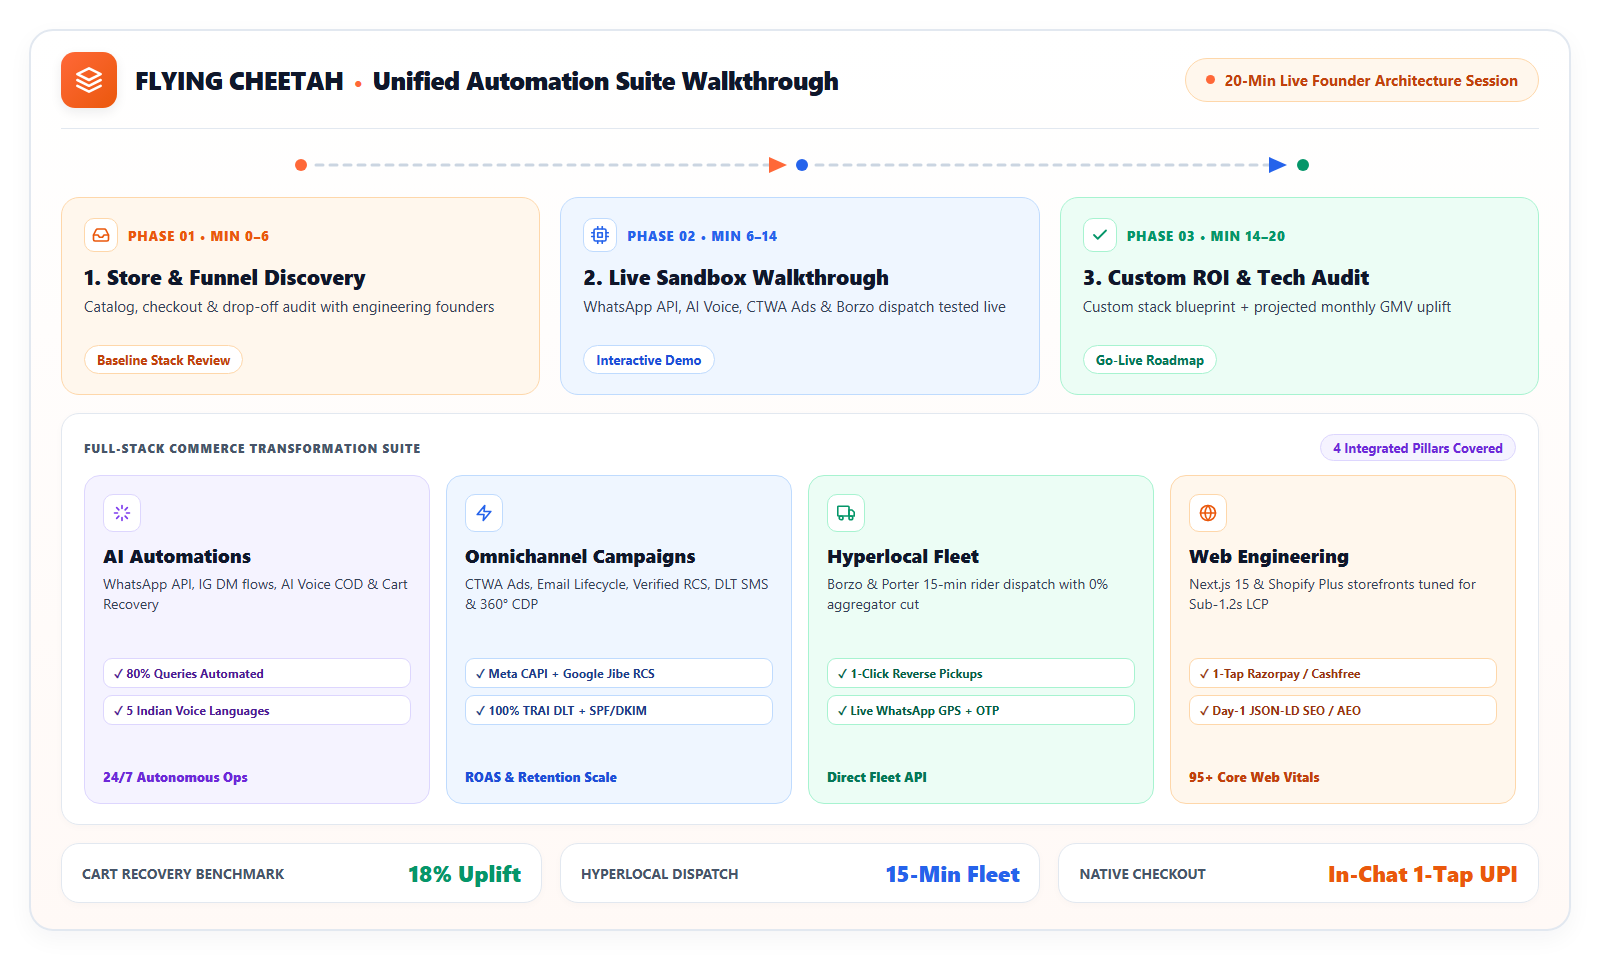 FLYING CHEETAH • Unified Automation Suite Walkthrough
20-Min Live Founder Architecture Session
PHASE 01 • MIN 0–6
1. Store & Funnel Discovery
Catalog, checkout & drop-off audit with engineering founders
Baseline Stack Review
PHASE 02 • MIN 6–14
2. Live Sandbox Walkthrough
WhatsApp API, AI Voice, CTWA Ads & Borzo dispatch tested live
Interactive Demo
PHASE 03 • MIN 14–20
3. Custom ROI & Tech Audit
Custom stack blueprint + projected monthly GMV uplift
Go-Live Roadmap
FULL-STACK COMMERCE TRANSFORMATION SUITE
4 Integrated Pillars Covered
AI Automations
WhatsApp API, IG DM flows, AI Voice COD & Cart
Recovery
✓ 80% Queries Automated
✓ 5 Indian Voice Languages
24/7 Autonomous Ops
Omnichannel Campaigns
CTWA Ads, Email Lifecycle, Verified RCS, DLT SMS
& 360° CDP
✓ Meta CAPI + Google Jibe RCS
✓ 100% TRAI DLT + SPF/DKIM
ROAS & Retention Scale
Hyperlocal Fleet
Borzo & Porter 15-min rider dispatch with 0%
aggregator cut
✓ 1-Click Reverse Pickups
✓ Live WhatsApp GPS + OTP
Direct Fleet API
Web Engineering
Next.js 15 & Shopify Plus storefronts tuned for
Sub-1.2s LCP
✓ 1-Tap Razorpay / Cashfree
✓ Day-1 JSON-LD SEO / AEO
95+ Core Web Vitals
CART RECOVERY BENCHMARK
18% Uplift
HYPERLOCAL DISPATCH
15-Min Fleet
NATIVE CHECKOUT
In-Chat 1-Tap UPI